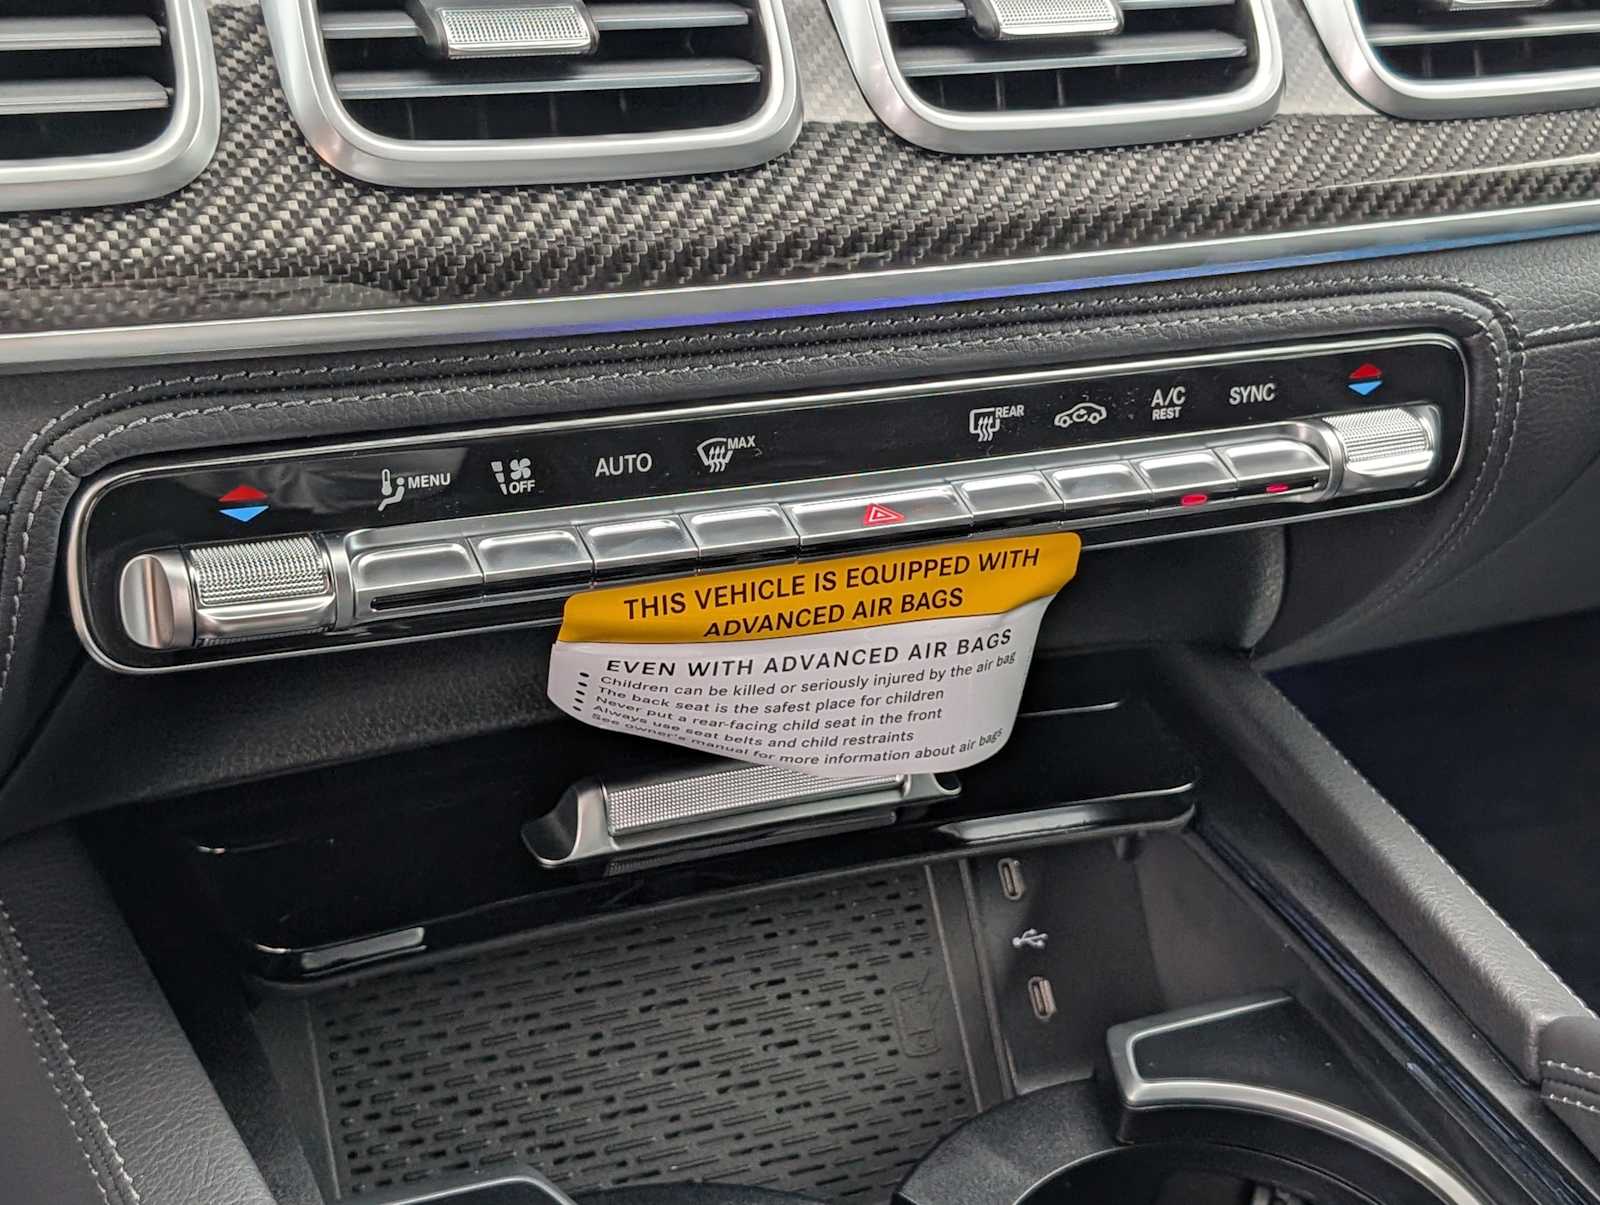 MENU
OFF
AUTO
MAX
REAR
A/C
REST
SYNC
THIS VEHICLE IS EQUIPPED WITH
ADVANCED AIR BAGS
EVEN WITH ADVANCED AIR BAGS
• Children can be killed or seriously injured by the air bag
• The back seat is the safest place for children
• Never put a rear-facing child seat in the front
• Always use seat belts and child restraints
See owner's manual for more information about air bags